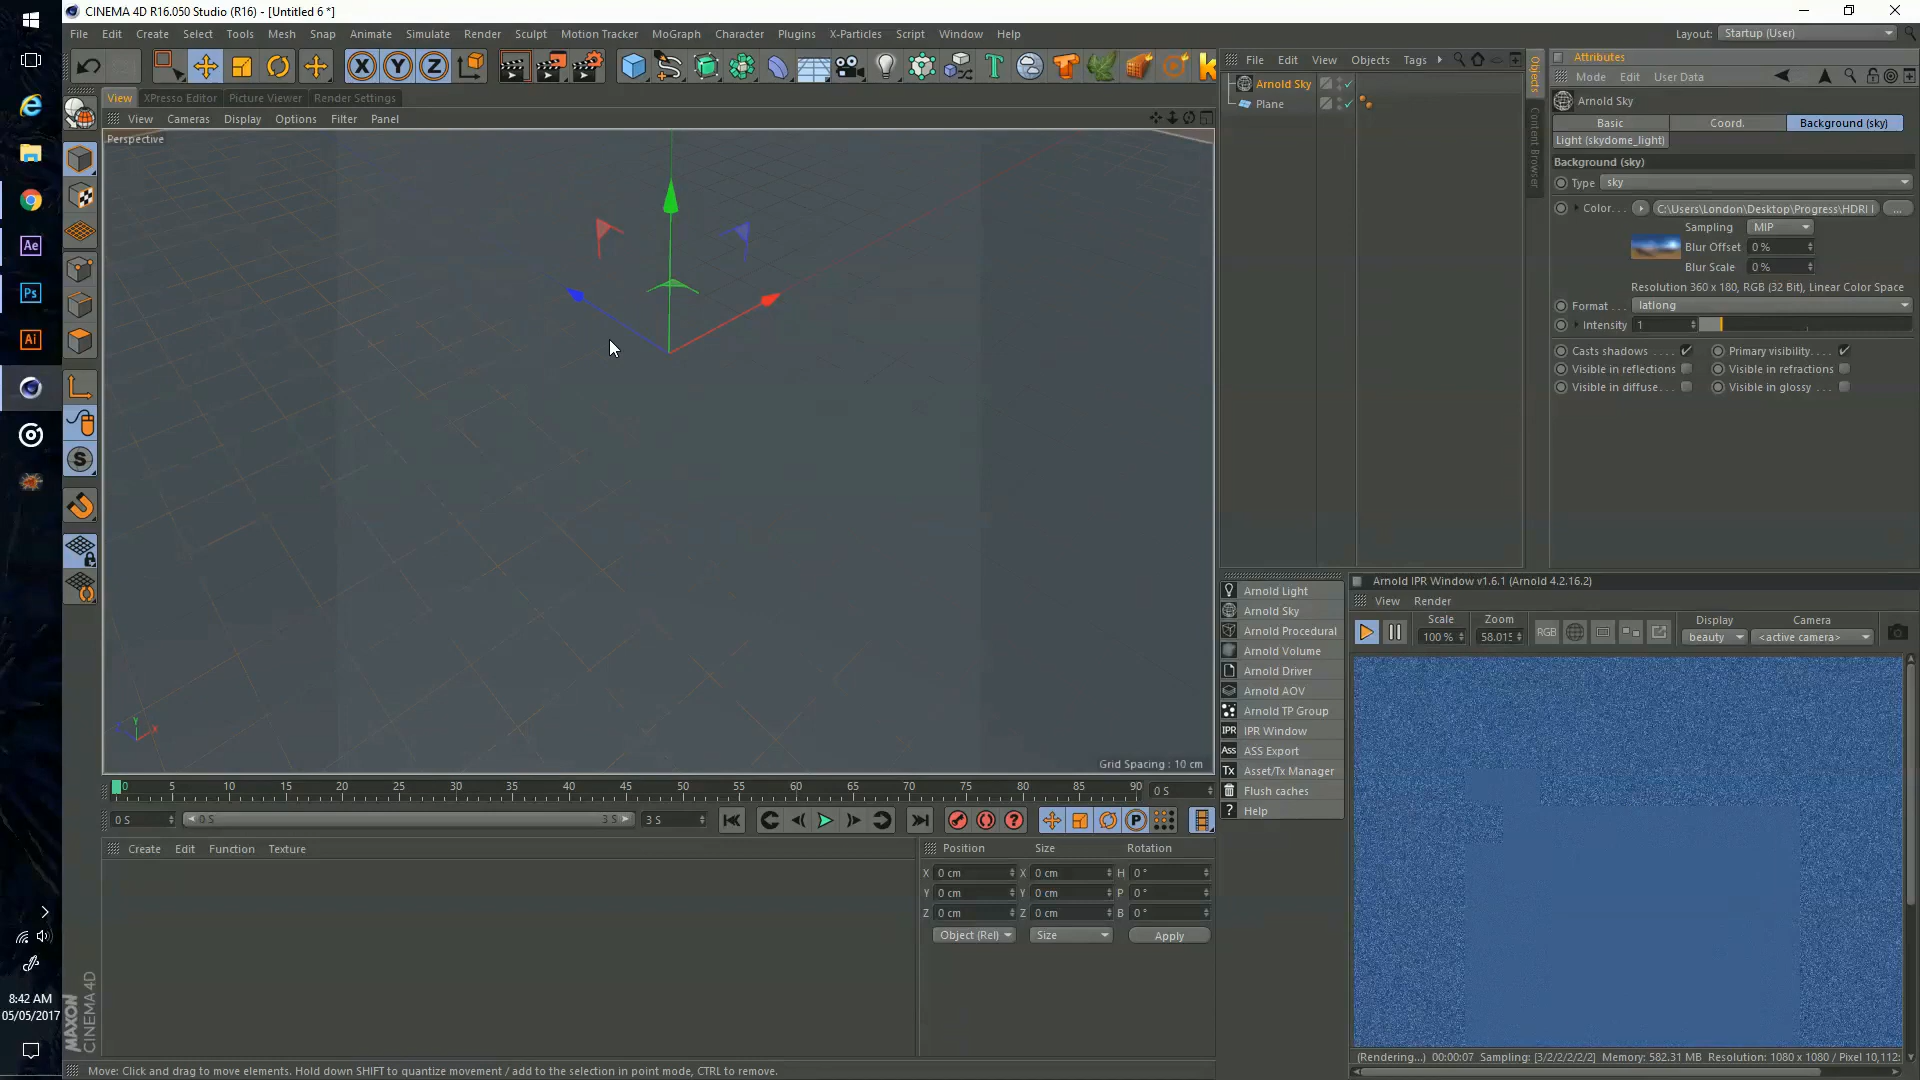 CINEMA 4D R16.050 Studio (R16) - [Untitled 6 *]
File Edit Create Select Tools Mesh Snap Animate Simulate Render Sculpt Motion Tracker MoGraph Character Plugins X-Particles Script Window Help
Layout: Startup (User)
View XPresso Editor Picture Viewer Render Settings
View Cameras Display Options Filter Panel
Perspective
Grid Spacing : 10 cm
0 5 10 15 20 25 30 35 40 45 50 55 60 65 70 75 80 85 90 0 S
0 S 0 S 3 S 3 S
Create Edit Function Texture
Position Size Rotation
X 0 cm X 0 cm H 0 °
Y 0 cm Y 0 cm P 0 °
Z 0 cm Z 0 cm B 0 °
Object (Rel) Size Apply
Move: Click and drag to move elements. Hold down SHIFT to quantize movement / add to the selection in point mode, CTRL to remove.
File Edit View Objects Tags
Arnold Sky
Plane
Objects
Content Browser
Attributes
Mode Edit User Data
Arnold Sky
Basic Coord. Background (sky)
Light (skydome_light)
Background (sky)
Type sky
Color... C:\Users\London\Desktop\Progress\HDRI I ...
Sampling MIP
Blur Offset 0 %
Blur Scale 0 %
Resolution 360 x 180, RGB (32 Bit), Linear Color Space
Format... latlong
Intensity 1
Casts shadows .... Primary visibility....
Visible in reflections Visible in refractions
Visible in diffuse... Visible in glossy ...
Arnold Light
Arnold Sky
Arnold Procedural
Arnold Volume
Arnold Driver
Arnold AOV
Arnold TP Group
IPR IPR Window
Ass ASS Export
Tx Asset/Tx Manager
Flush caches
? Help
Arnold IPR Window v1.6.1 (Arnold 4.2.16.2)
View Render
Scale Zoom Display Camera
100 % 58.015 RGB beauty <active camera>
(Rendering...) 00:00:07 Sampling: [3/2/2/2/2/2] Memory: 582.31 MB Resolution: 1080 x 1080 / Pixel 10,112:
Ae
Ps
Ai
8:42 AM
05/05/2017
MAXON
CINEMA 4D